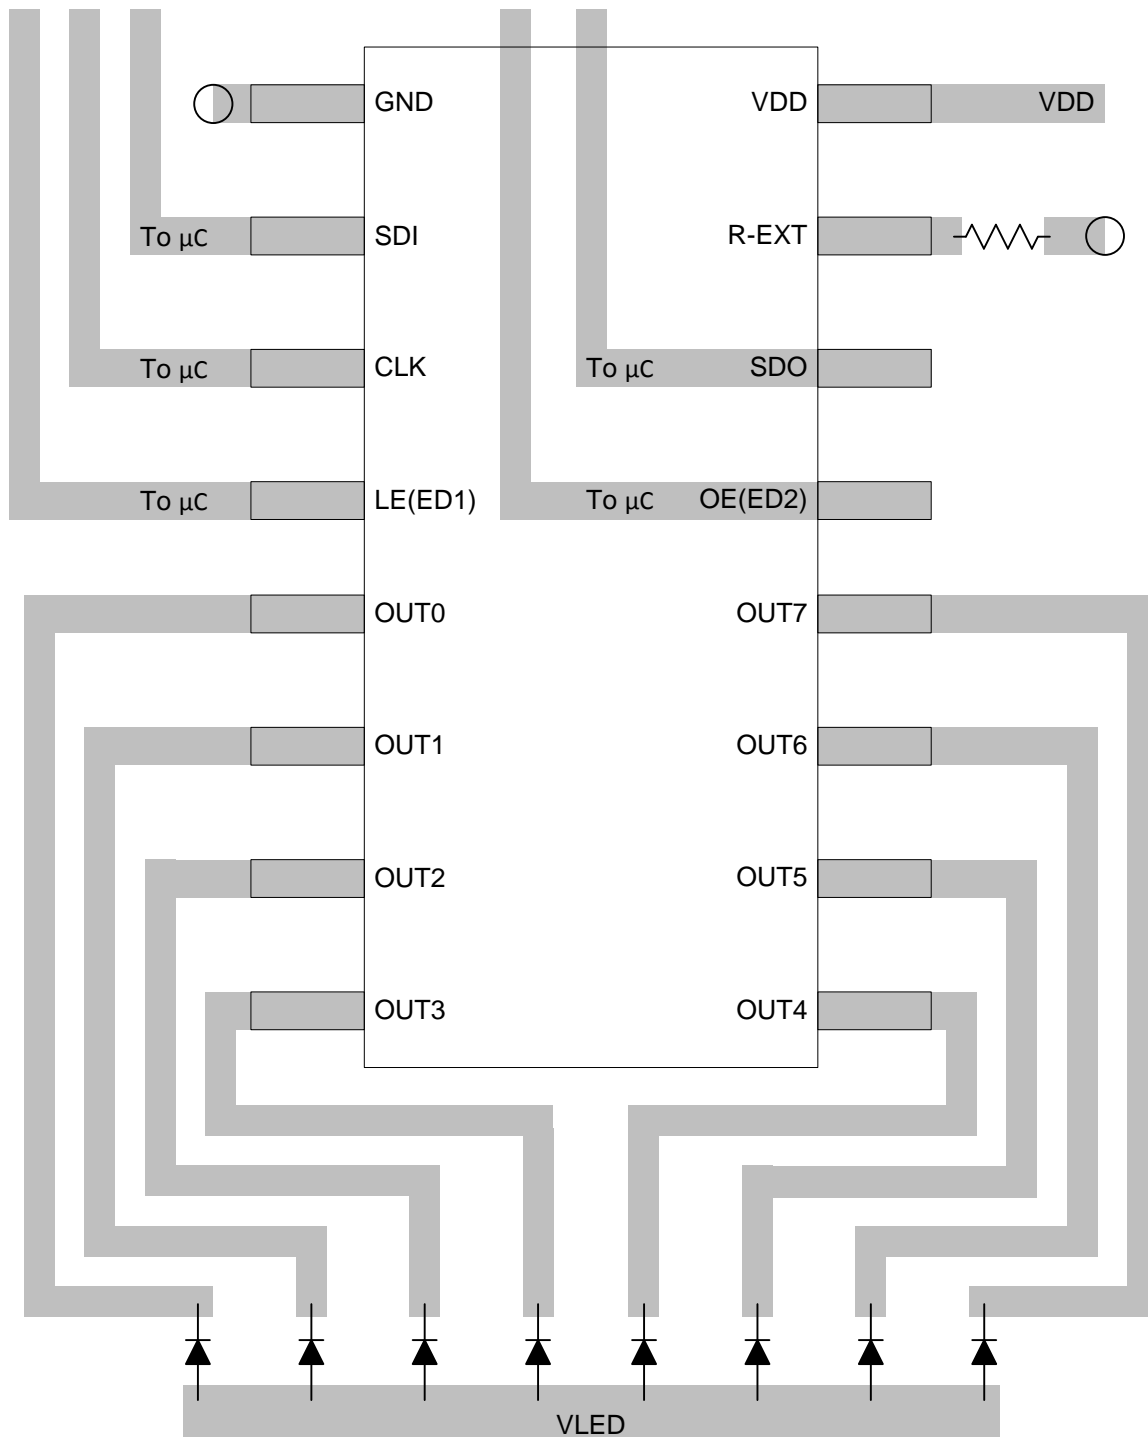 GND VDD VDD
To µC SDI R-EXT
To µC CLK To µC SDO
To µC LE(ED1) To µC OE(ED2)
OUT0 OUT7
OUT1 OUT6
OUT2 OUT5
OUT3 OUT4
VLED